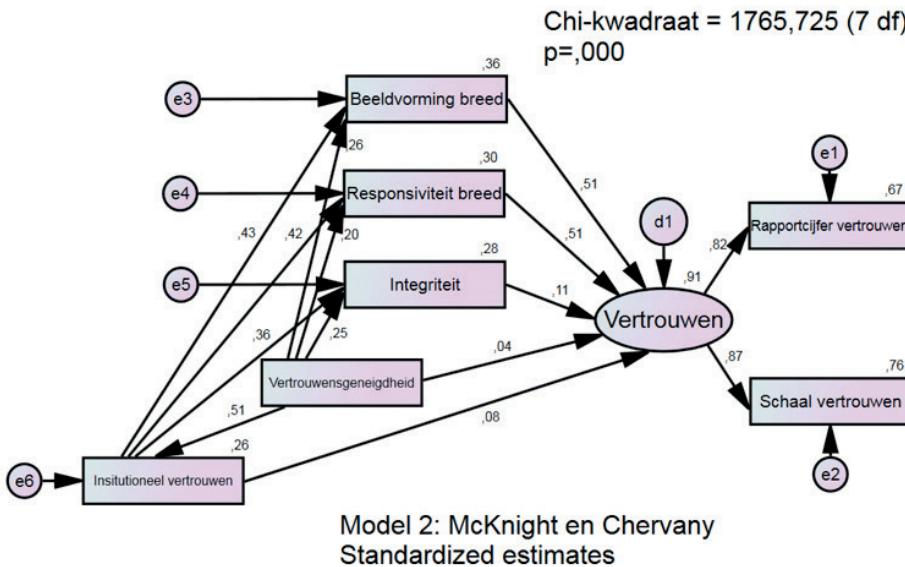 Chi-kwadraat = 1765,725 (7 df)
p=,000
,36
e3
Beeldvorming breed
,26
,30
e4
Responsiviteit breed
,51
e1
,67
Rapportcijfer vertrouwen
,43
,42
,20
,51
d1
,82
,28
e5
Integriteit
,11
,91
Vertrouwen
,36
,25
,04
,87
,76
Vertrouwensgeneigdheid
Schaal vertrouwen
,51
,08
,26
e6
Insitutioneel vertrouwen
e2
Model 2: McKnight en Chervany
Standardized estimates